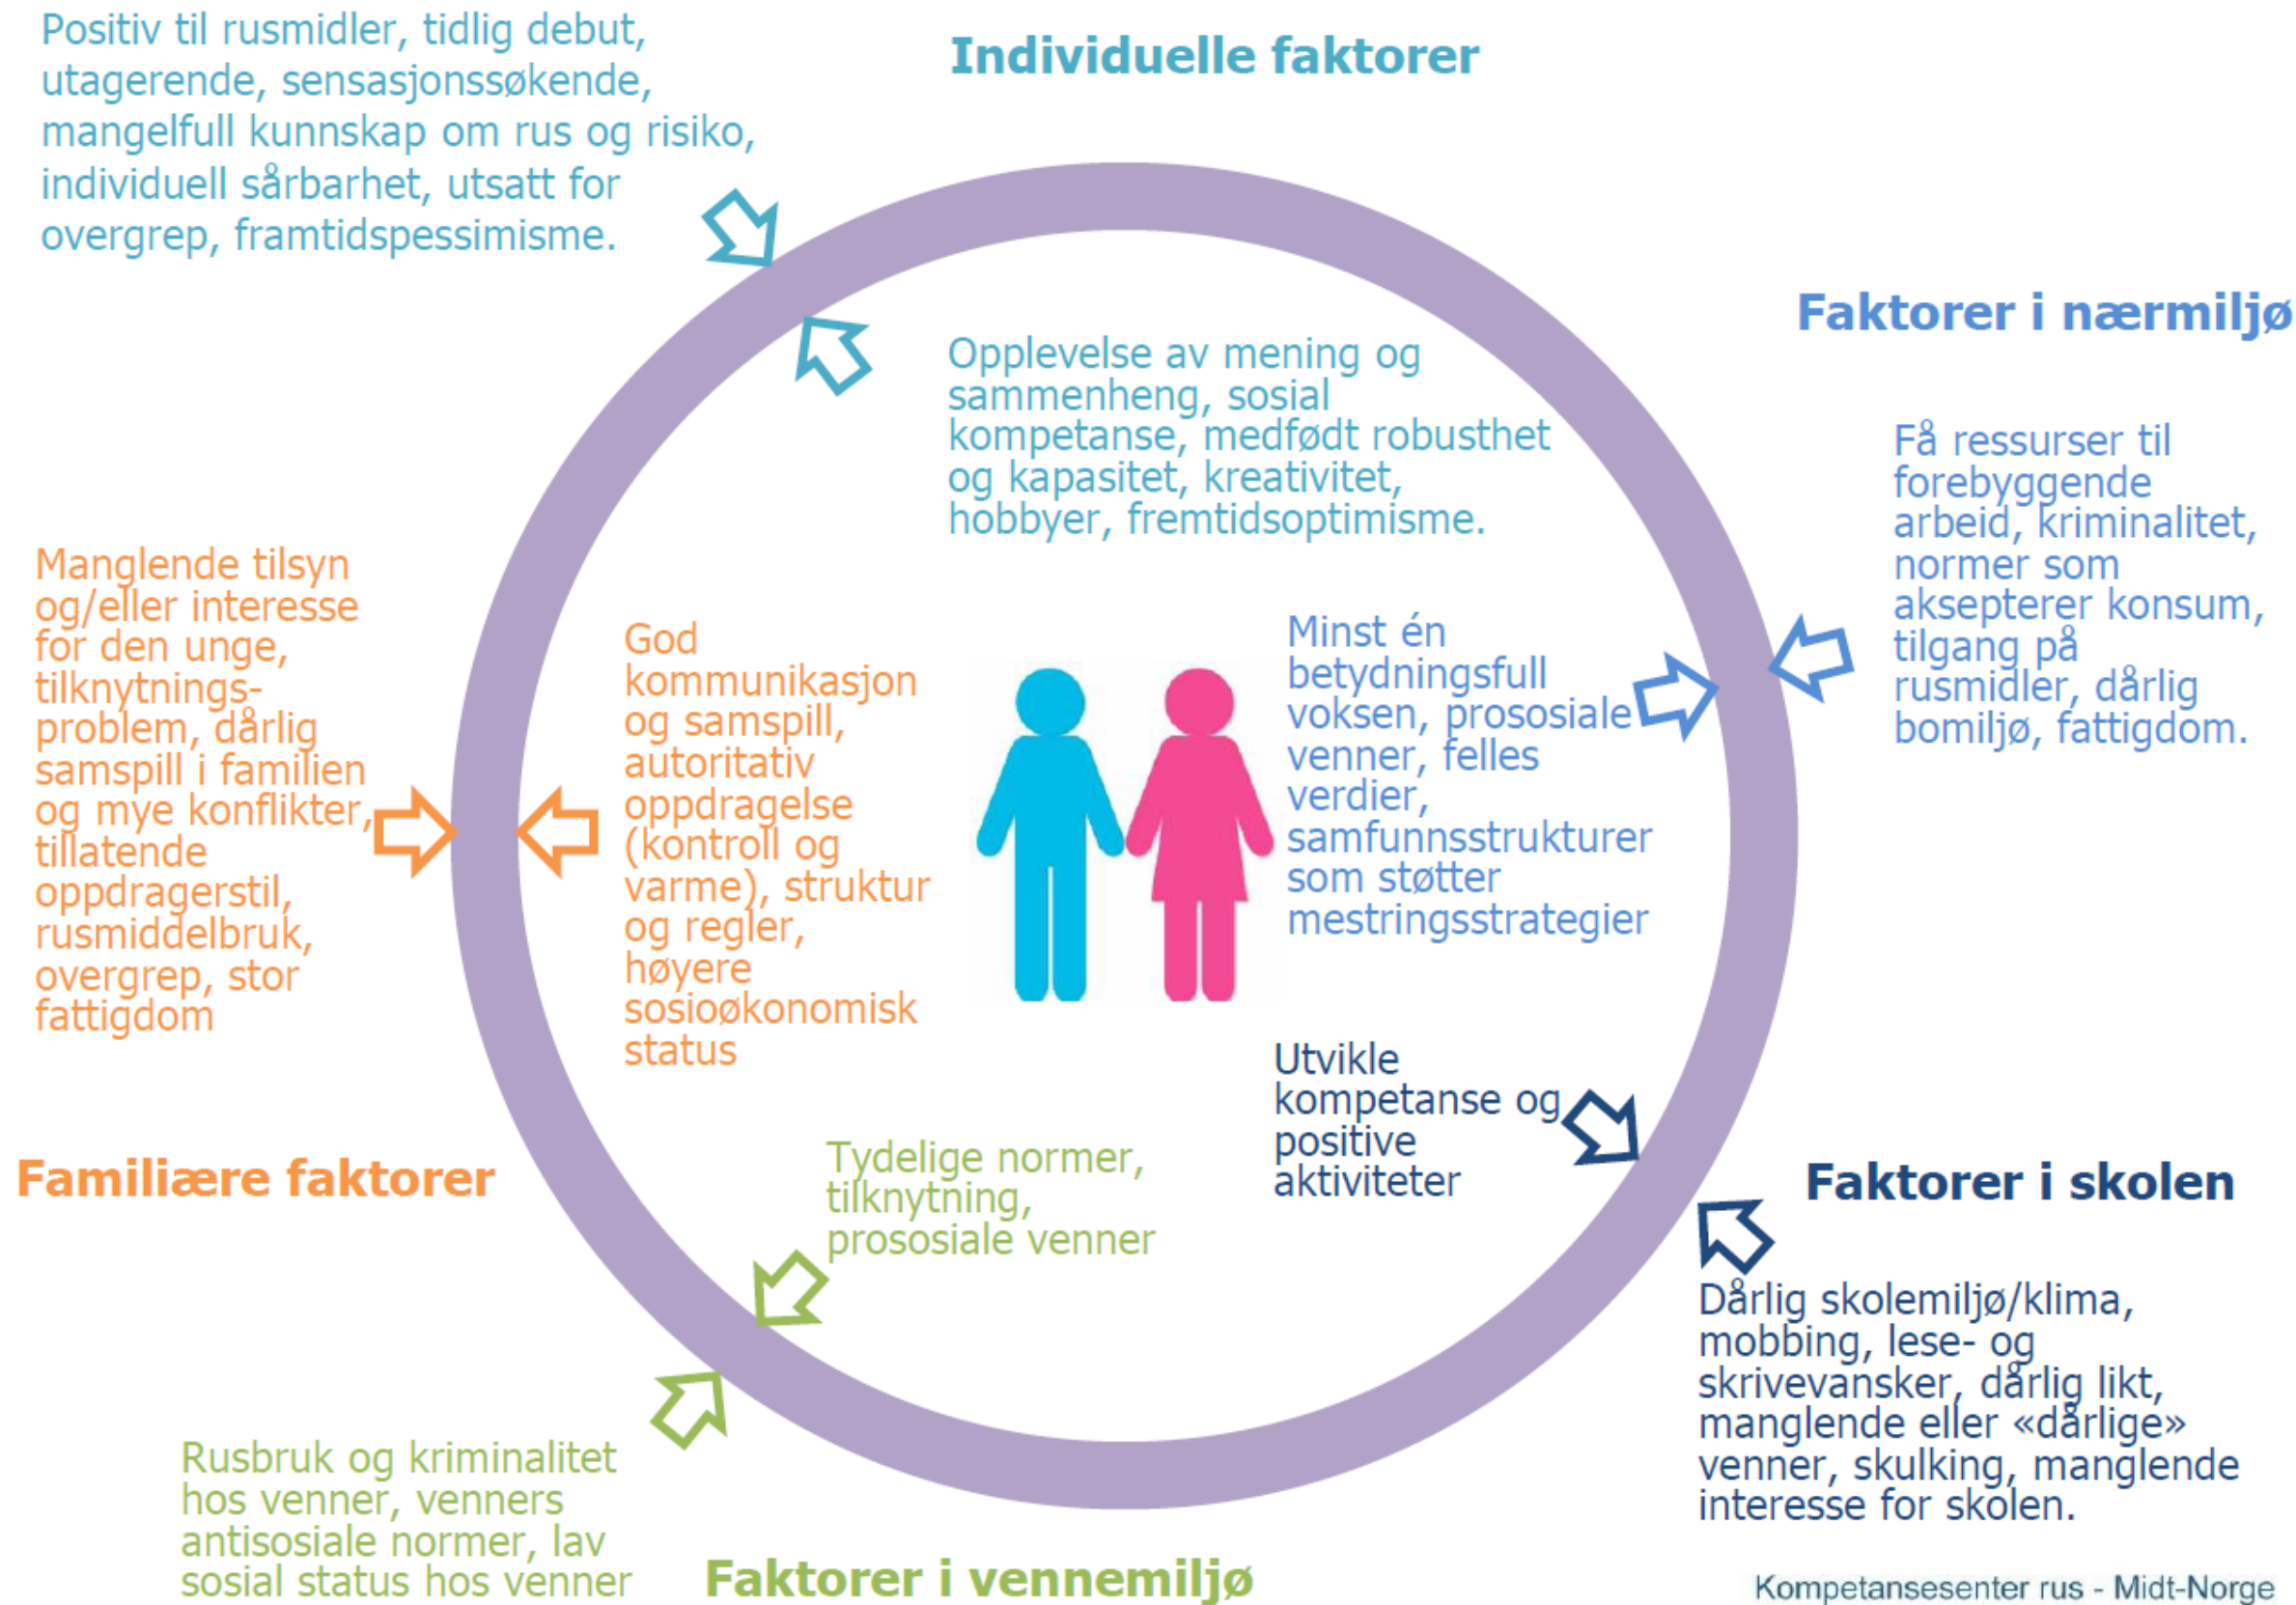 Positiv til rusmidler, tidlig debut,
utagerende, sensasjonssøkende,
mangelfull kunnskap om rus og risiko,
individuell sårbarhet, utsatt for
overgrep, framtidspessimisme.
Individuelle faktorer
Opplevelse av mening og
sammenheng, sosial
kompetanse, medfødt robusthet
og kapasitet, kreativitet,
hobbyer, fremtidsoptimisme.
Faktorer i nærmiljø
Få ressurser til
forebyggende
arbeid, kriminalitet,
normer som
aksepterer konsum,
tilgang på
rusmidler, dårlig
bomiljø, fattigdom.
Minst én
betydningsfull
voksen, prososiale
venner, felles
verdier,
samfunnsstrukturer
som støtter
mestringsstrategier
Manglende tilsyn
og/eller interesse
for den unge,
tilknytnings-
problem, dårlig
samspill i familien
og mye konflikter,
tillatende
oppdragerstil,
rusmiddelbruk,
overgrep, stor
fattigdom
God
kommunikasjon
og samspill,
autoritativ
oppdragelse
(kontroll og
varme), struktur
og regler,
høyere
sosioøkonomisk
status
Familiære faktorer
Utvikle
kompetanse og
positive
aktiviteter
Faktorer i skolen
Dårlig skolemiljø/klima,
mobbing, lese- og
skrivevansker, dårlig likt,
manglende eller «dårlige»
venner, skulking, manglende
interesse for skolen.
Tydelige normer,
tilknytning,
prososiale venner
Rusbruk og kriminalitet
hos venner, venners
antisosiale normer, lav
sosial status hos venner
Faktorer i vennemiljø
Kompetansesenter rus - Midt-Norge